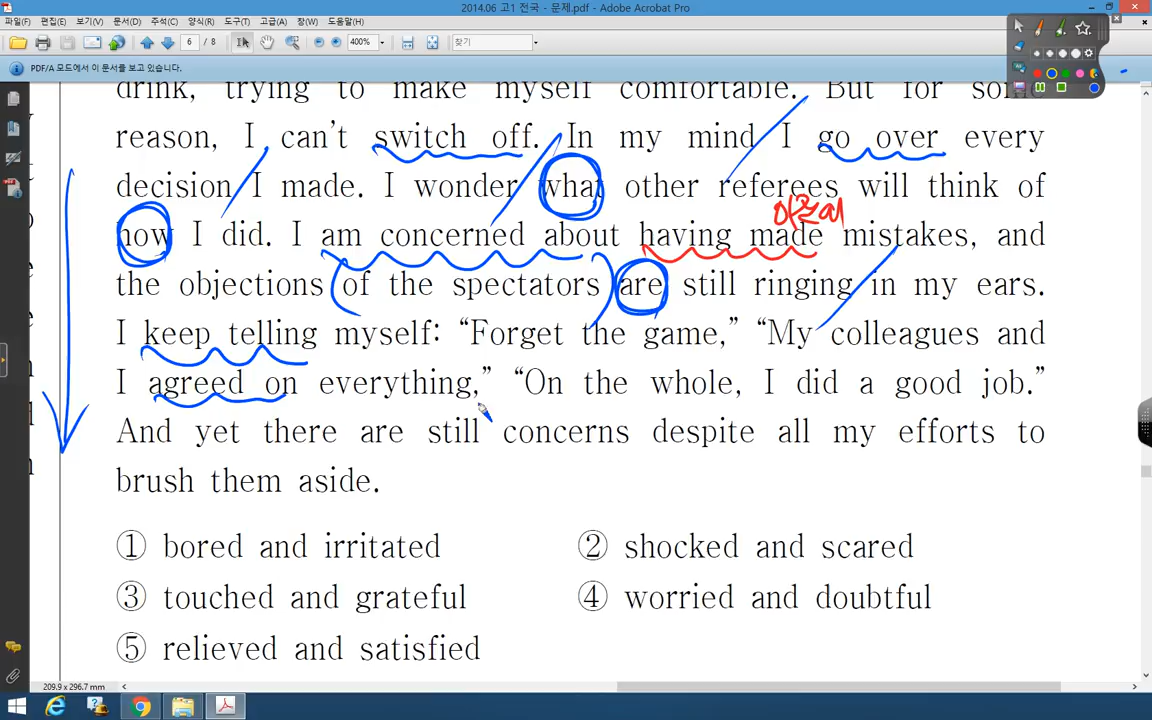 2014.06 고1 전국 - 문제.pdf - Adobe Acrobat Pro
파일(F) 편집(E) 보기(V) 문서(D) 주석(C) 양식(R) 도구(T) 고급(A) 창(W) 도움말(H)
6 / 8 400% 찾기
PDF/A 모드에서 이 문서를 보고 있습니다.
drink, trying to make myself comfortable. But for some
reason, I can't switch off. In my mind I go over every
decision I made. I wonder what other referees will think of
how I did. I am concerned about having made mistakes, and
the objections of the spectators are still ringing in my ears.
I keep telling myself: “Forget the game,” “My colleagues and
I agreed on everything,” “On the whole, I did a good job.”
And yet there are still concerns despite all my efforts to
brush them aside.
① bored and irritated ② shocked and scared
③ touched and grateful ④ worried and doubtful
⑤ relieved and satisfied
209.9 x 296.7 mm